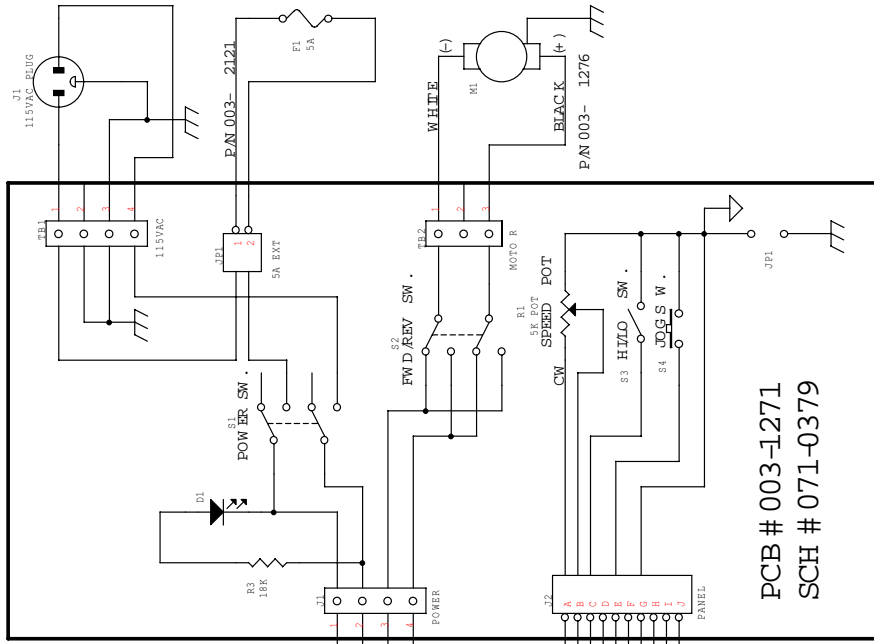 J1
115VAC PLUG
F1
5A
P/N 003- 2121
WHITE
(-)
M1
BLACK (+)
P/N 003- 1276
TB1
1
2
3
4
115VAC
JP1
1
2
5A EXT
TB2
1
2
3
MOTO R
S1
POWER SW.
S2
FWD/REV SW.
R1
5K POT
SPEED POT
CW
S3 HI/LO SW.
S4 JOGS W.
JP1
D1
R3
18K
J1
1
2
3
4
POWER
J2
A
B
C
D
E
F
G
H
I
J
PANEL
PCB # 003-1271
SCH # 071-0379